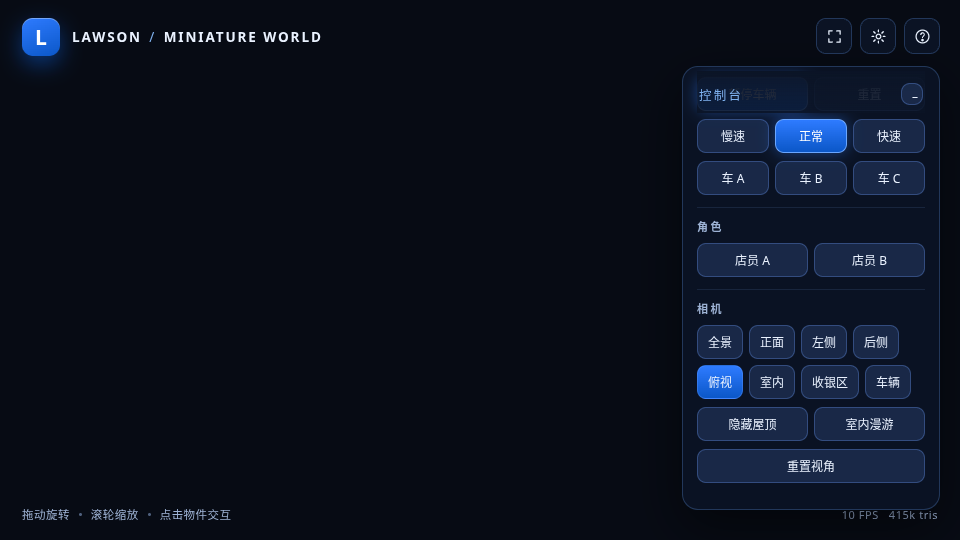 L LAWSON / MINIATURE WORLD
控制台 –
重置
慢速 正常 快速
车 A 车 B 车 C
角色
店员 A 店员 B
相机
全景 正面 左侧 后侧
俯视 室内 收银区 车辆
隐藏屋顶 室内漫游
重置视角
拖动旋转 • 滚轮缩放 • 点击物件交互
10 FPS 415k tris